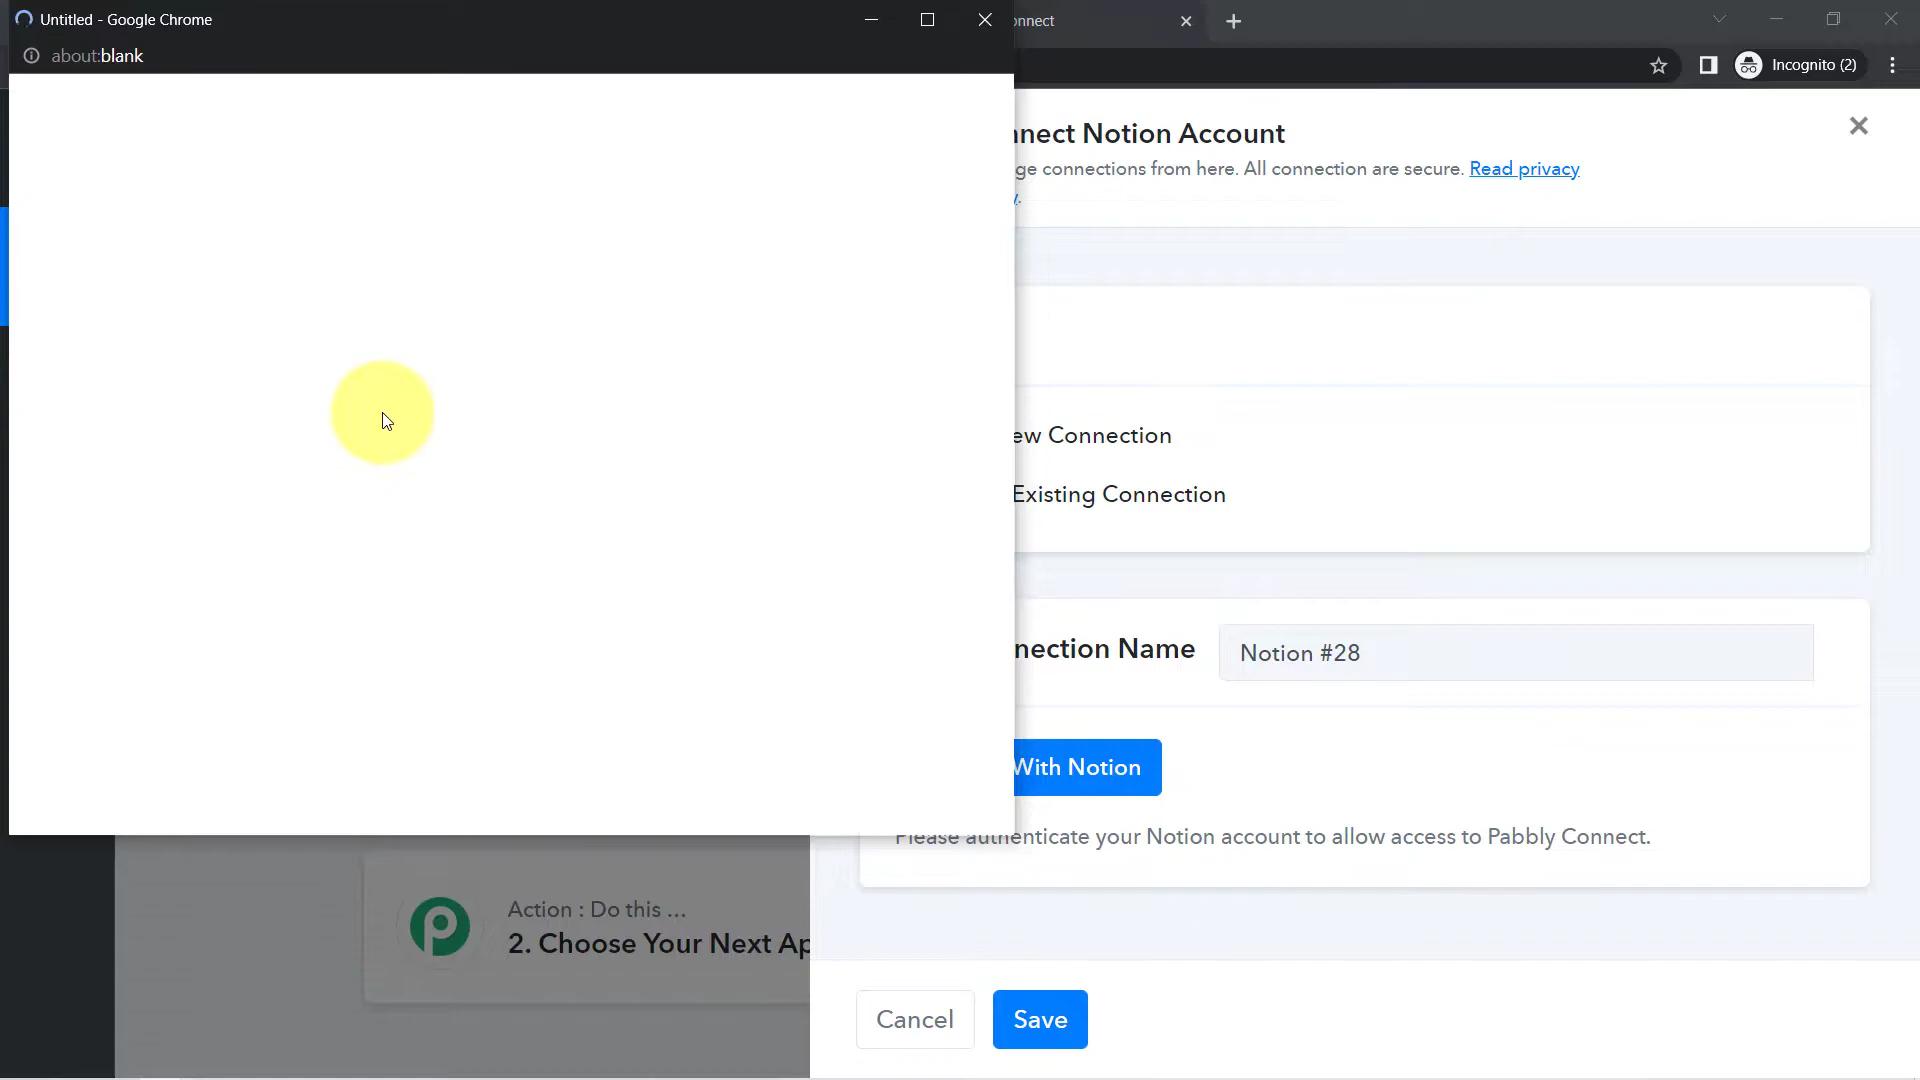 Untitled - Google Chrome
about:blank
onnect
Incognito (2)
nnect Notion Account
ge connections from here. All connection are secure. Read privacy
y.
ew Connection
Existing Connection
nection Name
Notion #28
With Notion
Please authenticate your Notion account to allow access to Pabbly Connect.
Action : Do this ...
2. Choose Your Next Ap
Cancel
Save